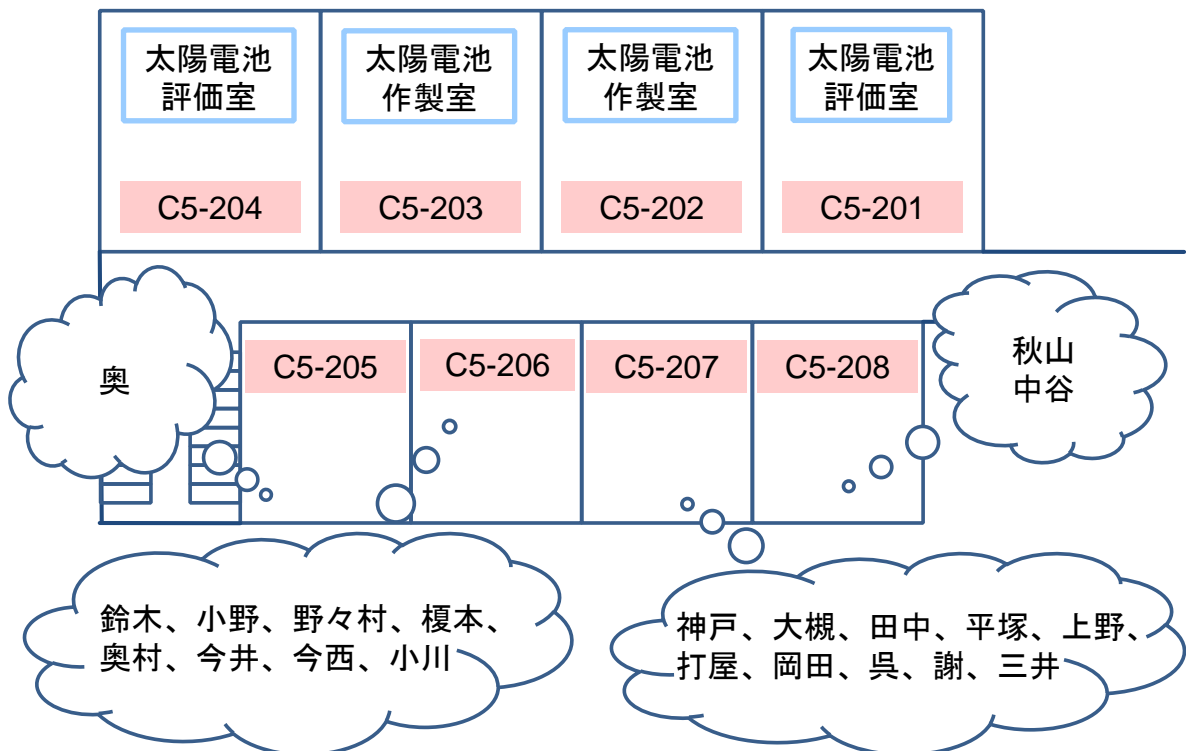 太陽電池
評価室
太陽電池
作製室
太陽電池
作製室
太陽電池
評価室
C5-204
C5-203
C5-202
C5-201
奥
C5-205
C5-206
C5-207
C5-208
秋山
中谷
鈴木、小野、野々村、榎本、
奥村、今井、今西、小川
神戸、大槻、田中、平塚、上野、
打屋、岡田、呉、謝、三井